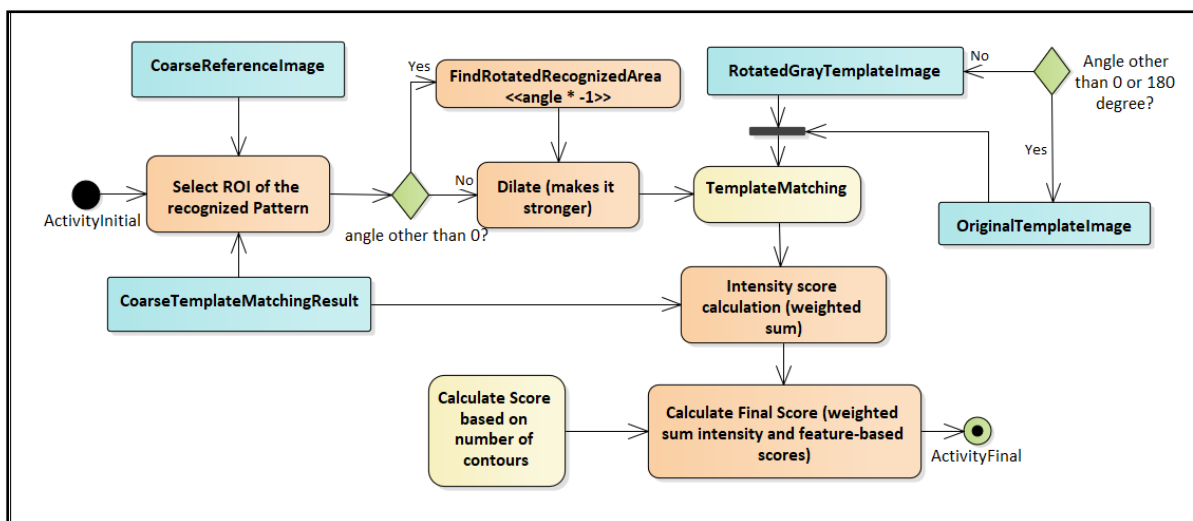 CoarseReferenceImage
Yes
FindRotatedRecognizedArea
<<angle * -1>>
RotatedGrayTemplateImage
No
Angle other
than 0 or 180
degree?
Select ROI of the
recognized Pattern
ActivityInitial
No
angle other than 0?
Dilate (makes it
stronger)
TemplateMatching
Yes
OriginalTemplateImage
CoarseTemplateMatchingResult
Intensity score
calculation (weighted
sum)
Calculate Score
based on
number of
contours
Calculate Final Score (weighted
sum intensity and feature-based
scores)
ActivityFinal